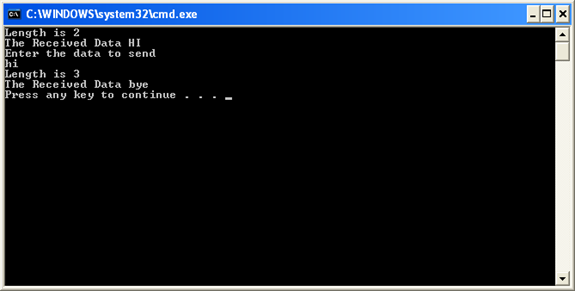 C:\WINDOWS\system32\cmd.exe
Length is 2
The Received Data HI
Enter the data to send
hi
Length is 3
The Received Data bye
Press any key to continue . . . _